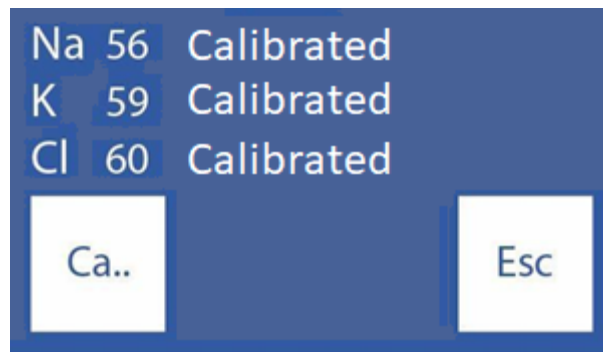 Na 56 Calibrated
K 59 Calibrated
Cl 60 Calibrated
Ca.. Esc